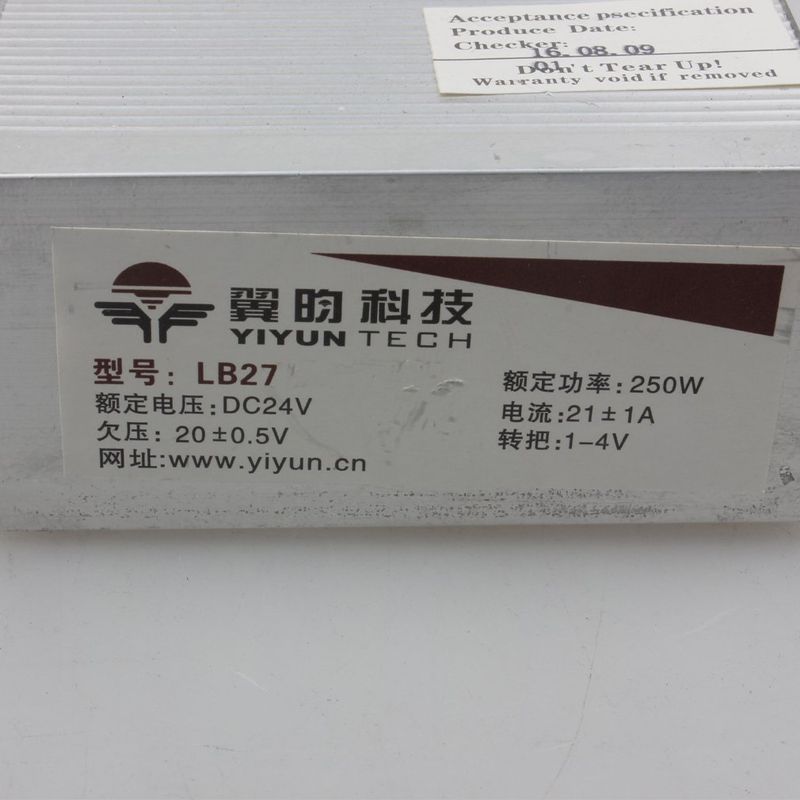 Acceptance psecification
Produce Date:
Checker:
16. 08. 09
01
Don't Tear Up!
Warranty void if removed
翼昀科技
YIYUN TECH
型号: LB27
额定电压:DC24V
欠压: 20±0.5V
网址:www.yiyun.cn
额定功率:250W
电流:21±1A
转把:1-4V